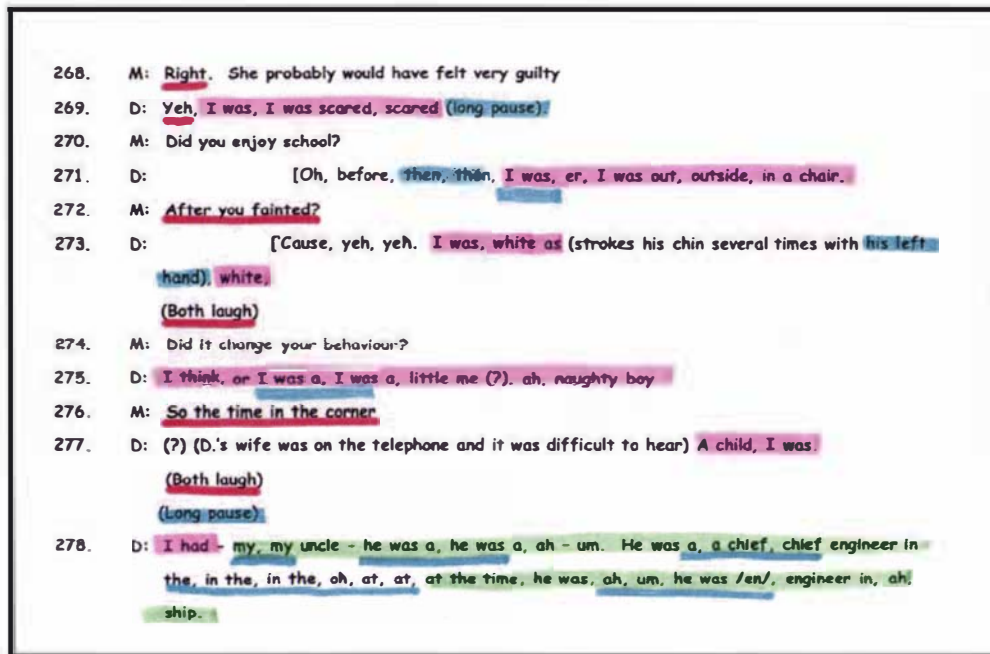 268. M: Right. She probably would have felt very guilty
269. D: Yeh, I was, I was scared, scared (long pause).
270. M: Did you enjoy school?
271. D: [Oh, before, then, then, I was, er, I was out, outside, in a chair.
272. M: After you fainted?
273. D: ['Cause, yeh, yeh. I was, white as (strokes his chin several times with his left
hand), white,
(Both laugh)
274. M: Did it change your behaviour?
275. D: I think, or I was a, I was a, little me (?). ah, naughty boy
276. M: So the time in the corner
277. D: (?) (D.'s wife was on the telephone and it was difficult to hear) A child, I was.
(Both laugh)
(Long pause)
278. D: I had - my, my uncle - he was a, he was a, ah - um. He was a, a chief, chief engineer in
the, in the, in the, oh, at, at, at the time, he was, ah, um, he was /en/, engineer in, ah,
ship.